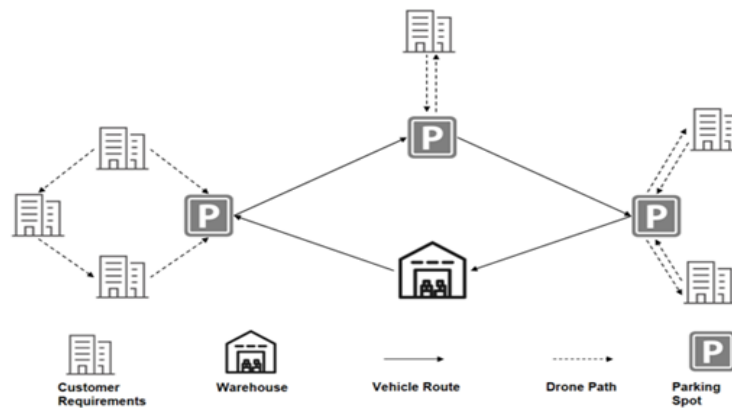 P
P
P
P
Customer
Requirements
Warehouse
Vehicle Route
Drone Path
Parking
Spot